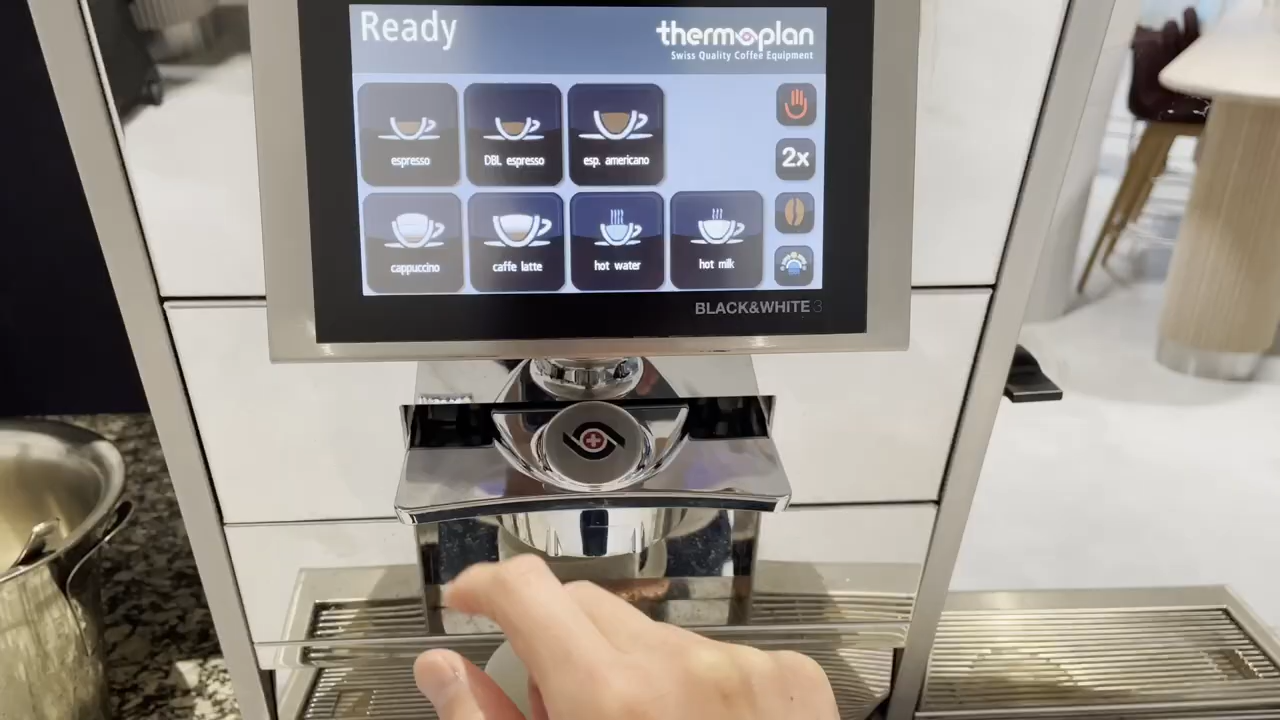 Ready
thermoplan
Swiss Quality Coffee Equipment
espresso
DBL espresso
esp. americano
2x
cappuccino
caffe latte
hot water
hot milk
BLACK&WHITE3